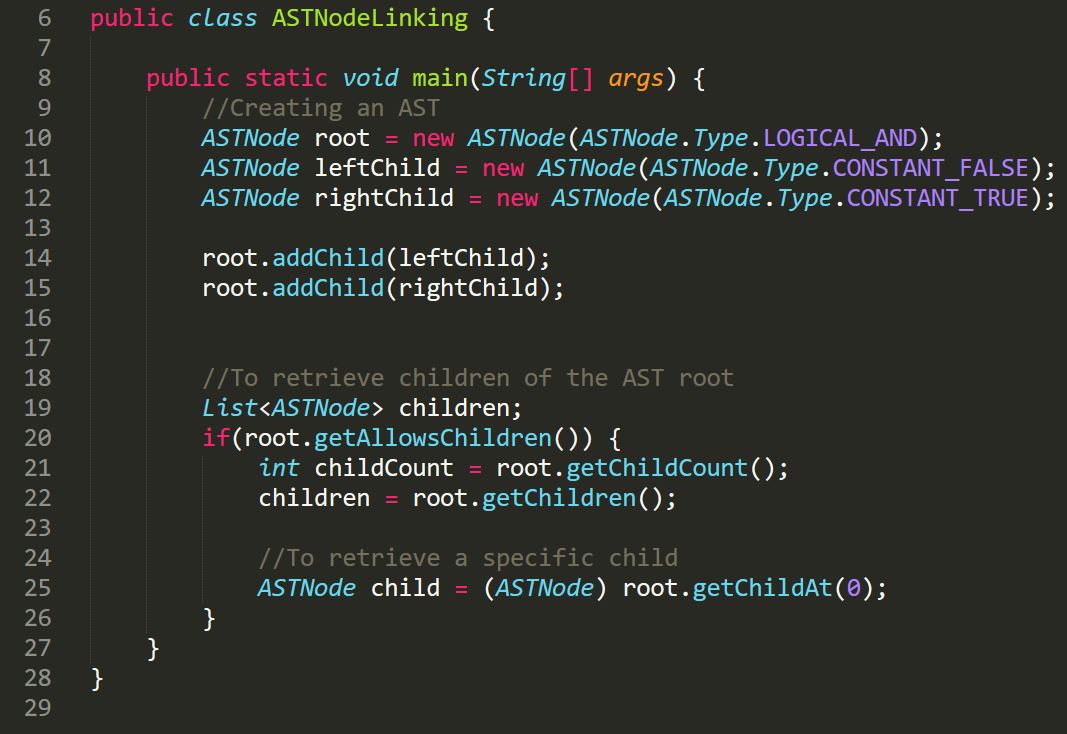 6 public class ASTNodeLinking {
7
8 public static void main(String[] args) {
9 //Creating an AST
10 ASTNode root = new ASTNode(ASTNode.Type.LOGICAL_AND);
11 ASTNode leftChild = new ASTNode(ASTNode.Type.CONSTANT_FALSE);
12 ASTNode rightChild = new ASTNode(ASTNode.Type.CONSTANT_TRUE);
13
14 root.addChild(leftChild);
15 root.addChild(rightChild);
16
17
18 //To retrieve children of the AST root
19 List<ASTNode> children;
20 if(root.getAllowsChildren()) {
21 int childCount = root.getChildCount();
22 children = root.getChildren();
23
24 //To retrieve a specific child
25 ASTNode child = (ASTNode) root.getChildAt(0);
26 }
27 }
28 }
29